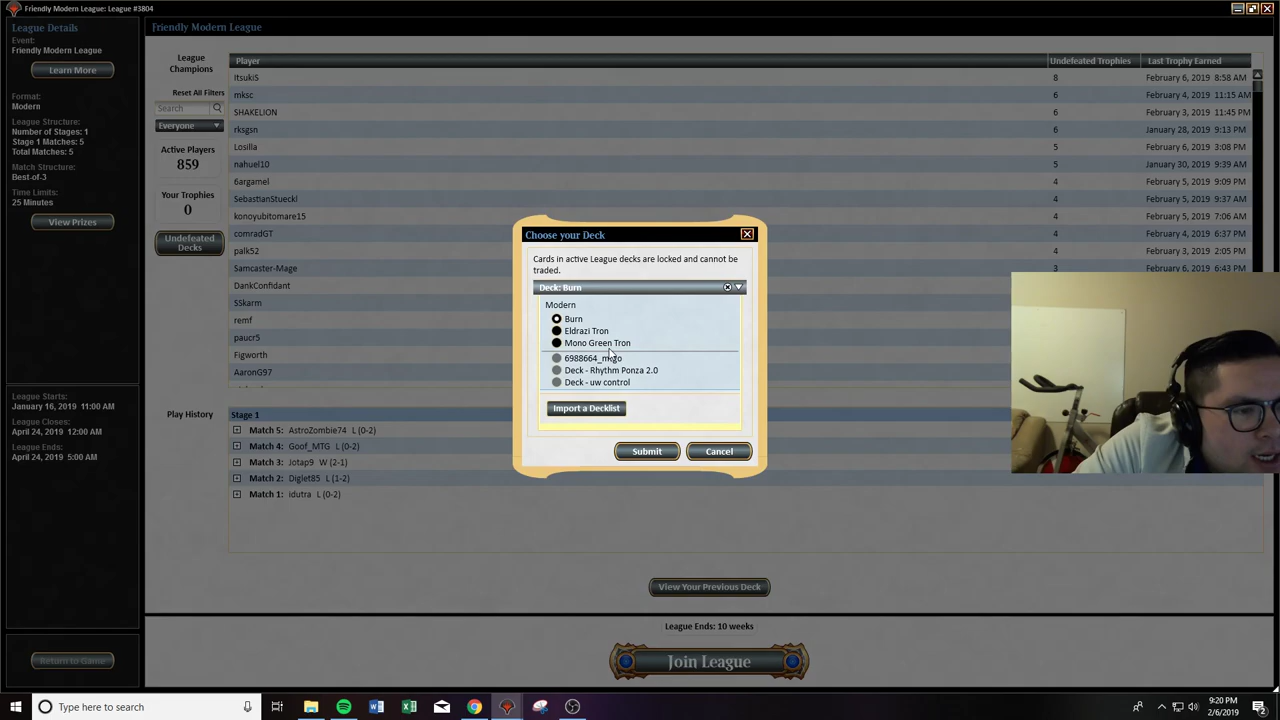 Friendly Modern League: League #3804
League Details
Event:
Friendly Modern League
Learn More
Format:
Modern
League Structure:
Number of Stages: 1
Stage 1 Matches: 5
Total Matches: 5
Match Structure:
Best-of-3
Time Limits:
25 Minutes
View Prizes
League Starts:
January 16, 2019 11:00 AM
League Closes:
April 24, 2019 12:00 AM
League Ends:
April 24, 2019 5:00 AM
Return to Game
Friendly Modern League
League
Champions
Reset All Filters
Search
Everyone
Active Players
859
Your Trophies
0
Undefeated
Decks
Player Undefeated Trophies Last Trophy Earned
ItsukiS 8 February 6, 2019 8:58 AM
mksc 6 February 4, 2019 11:15 AM
SHAKELION 6 February 3, 2019 11:45 PM
rksgsn 6 January 28, 2019 9:13 PM
Losilla 5 February 6, 2019 3:08 PM
nahuel10 5 January 30, 2019 9:39 AM
6argamel 4 February 5, 2019 9:09 PM
SebastianStueckl 4 February 5, 2019 9:37 AM
konoyubitomare15 4 February 5, 2019 7:06 AM
comradGT 4 February 4, 2019 6:37 PM
palk52 4 February 3, 2019 2:05 PM
Samcaster-Mage 3 February 6, 2019 6:43 PM
DankConfidant
SSkarm
remf
paucr5
Figworth
AaronG97
Choose your Deck
Cards in active League decks are locked and cannot be
traded.
Deck: Burn
Modern
Burn
Eldrazi Tron
Mono Green Tron
Deck - Rhythm Ponza 2.0
Deck - uw control
Import a Decklist
Submit Cancel
Play History
Stage 1
Match 5: AstroZombie74 L (0-2)
Match 4: Goof_MTG L (0-2)
Match 3: Jotap9 W (2-1)
Match 2: Diglet85 L (1-2)
Match 1: idutra L (0-2)
View Your Previous Deck
League Ends: 10 weeks
Join League
Type here to search
9:20 PM
2/6/2019
2